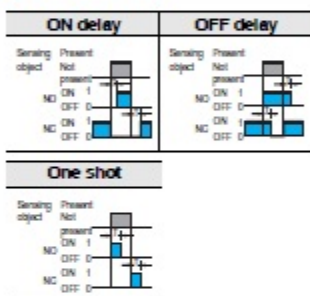 ON delay
Sensing Present
object Not
present
NO ON 1
OFF 0
NC ON 1
OFF 0
OFF delay
Sensing Present
object Not
present
NO ON 1
OFF 0
NC ON 1
OFF 0
One shot
Sensing Present
object Not
present
NO ON 1
OFF 0
NC ON 1
OFF 0